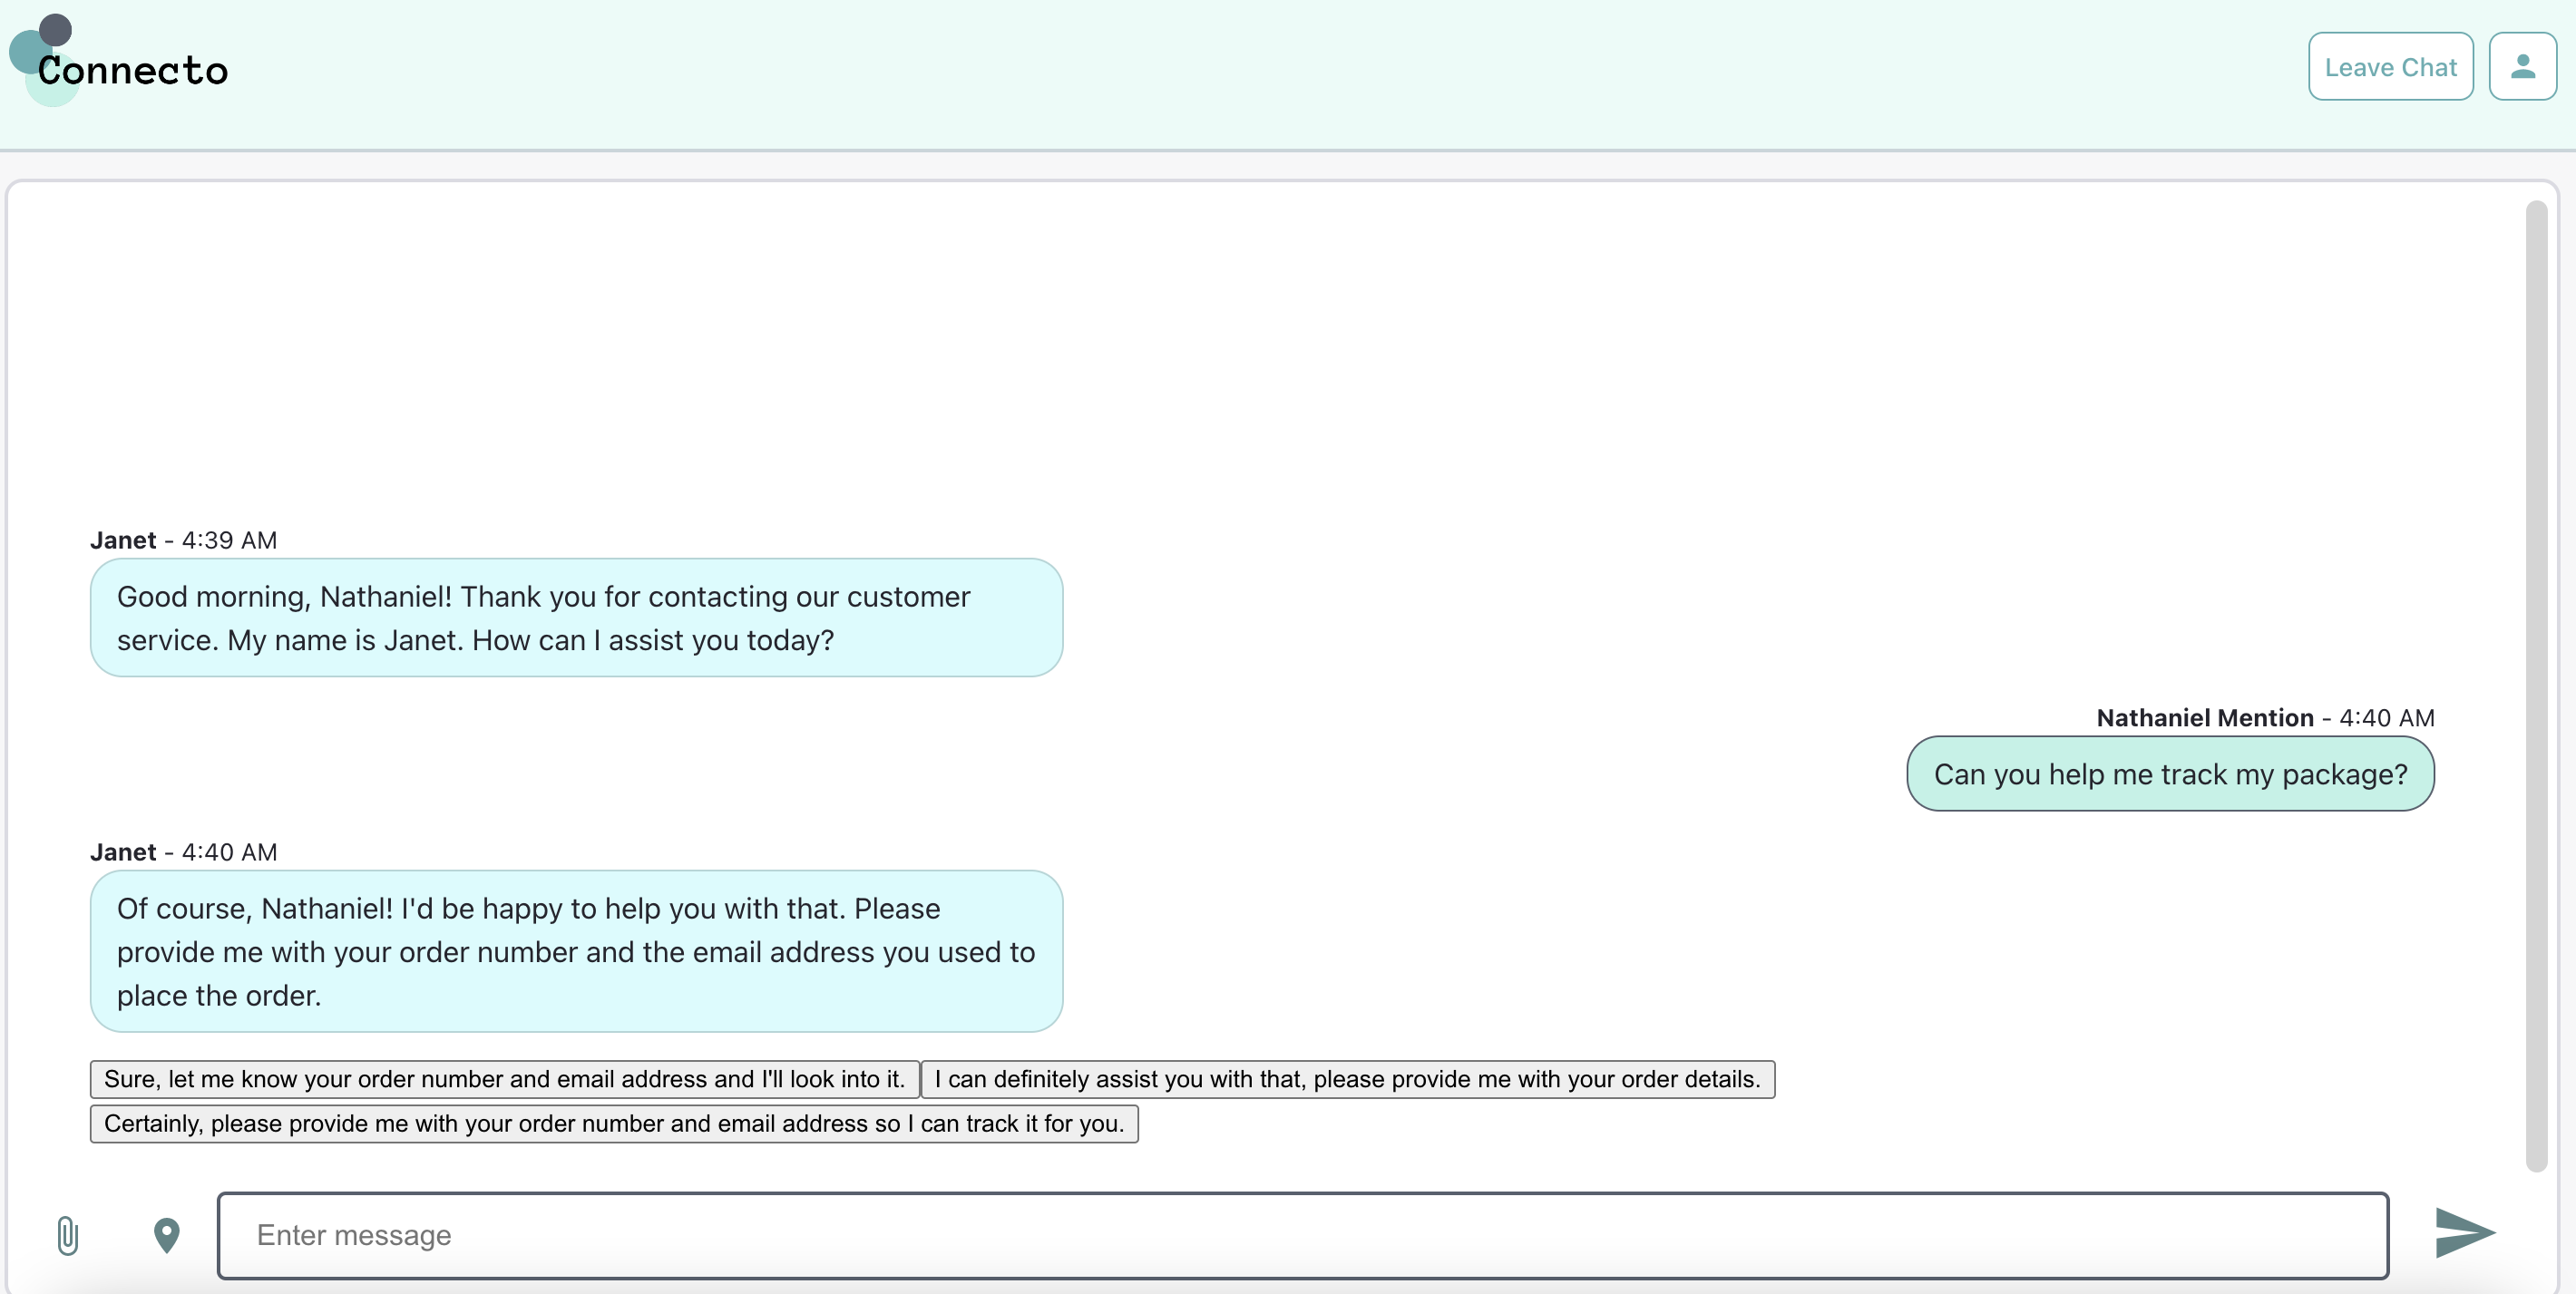 Connecto
Leave Chat
Janet - 4:39 AM
Good morning, Nathaniel! Thank you for contacting our customer
service. My name is Janet. How can I assist you today?
Nathaniel Mention - 4:40 AM
Can you help me track my package?
Janet - 4:40 AM
Of course, Nathaniel! I'd be happy to help you with that. Please
provide me with your order number and the email address you used to
place the order.
Sure, let me know your order number and email address and I'll look into it.
I can definitely assist you with that, please provide me with your order details.
Certainly, please provide me with your order number and email address so I can track it for you.
Enter message